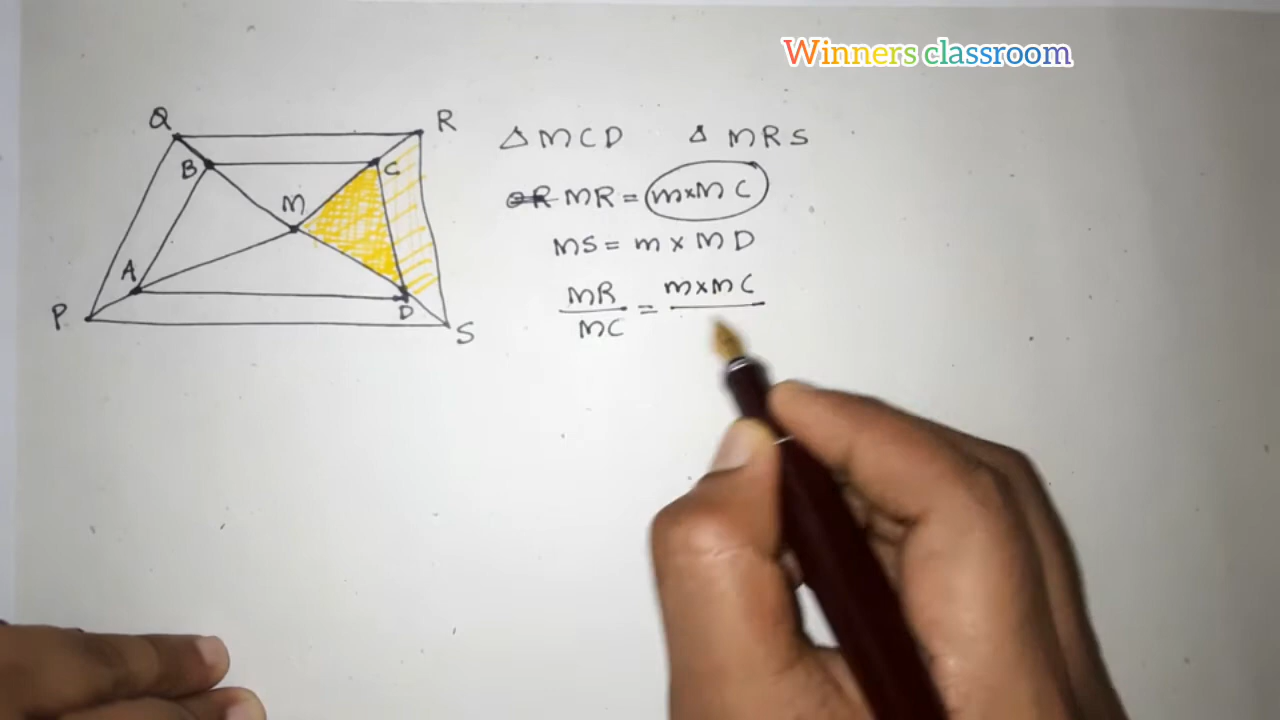 Winners classroom
Q
R
B
C
M
A
D
P
S
Δ MCD Δ MRS
MR = m×MC
MS = m × MD
MR/MC = m×MC